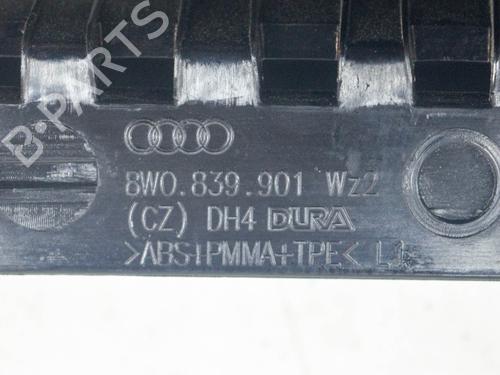 B-PARTS
8W0.839.901 Wz2
(CZ) DH4 DURA
>ABS+PMMA+TPE<